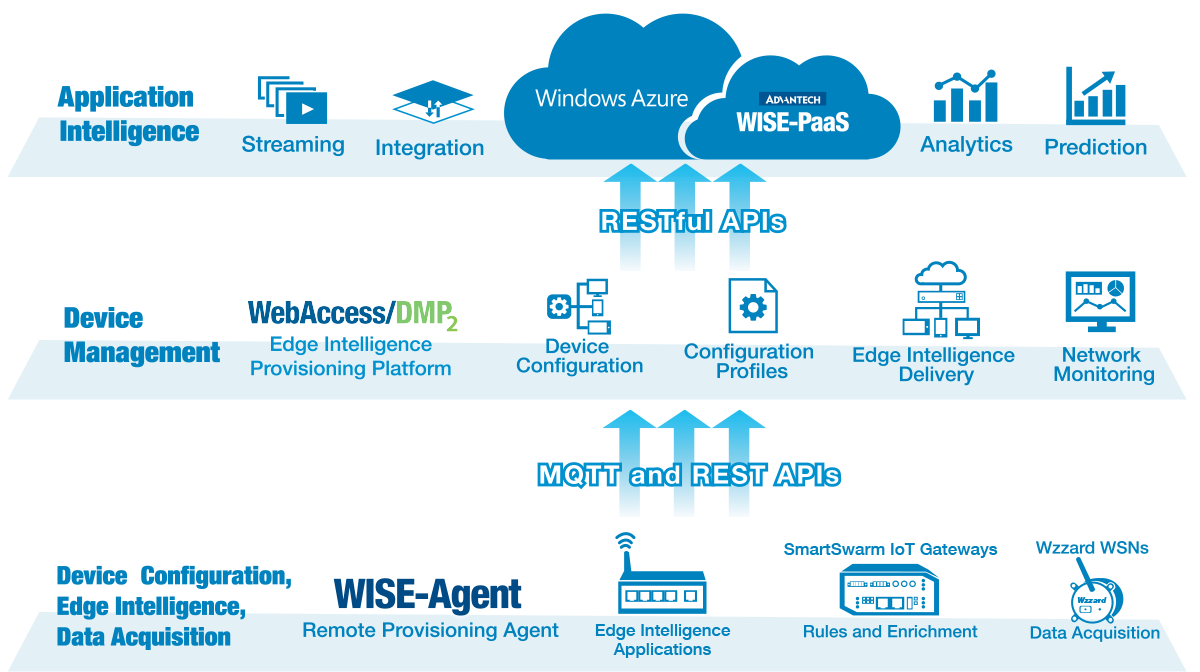 Application
Intelligence
Streaming
Integration
Windows Azure
ADVANTECH
WISE-PaaS
Analytics
Prediction
RESTful APIs
Device
Management
WebAccess/DMP2
Edge Intelligence
Provisioning Platform
Device
Configuration
Configuration
Profiles
Edge Intelligence
Delivery
Network
Monitoring
MQTT and REST APIs
Device Configuration,
Edge Intelligence,
Data Acquisition
WISE-Agent
Remote Provisioning Agent
Edge Intelligence
Applications
SmartSwarm IoT Gateways
Rules and Enrichment
Wzzard WSNs
Wzzard
Data Acquisition